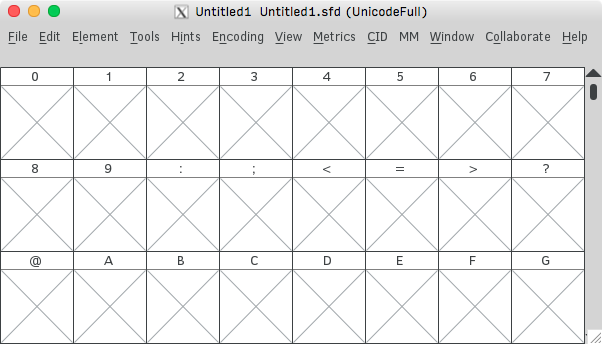 Untitled1 Untitled1.sfd (UnicodeFull)
File Edit Element Tools Hints Encoding View Metrics CID MM Window Collaborate Help
0 1 2 3 4 5 6 7
8 9 : ; < = > ?
@ A B C D E F G